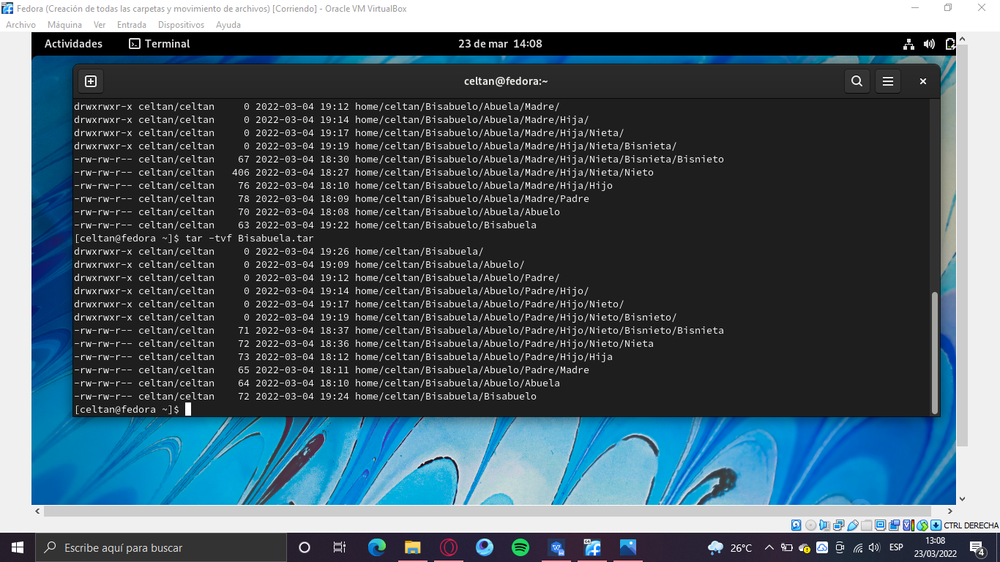 Fedora (Creación de todas las carpetas y movimiento de archivos) [Corriendo] - Oracle VM VirtualBox
Archivo Máquina Ver Entrada Dispositivos Ayuda
Actividades Terminal 23 de mar 14:08
celtan@fedora:~
drwxrwxr-x celtan/celtan 0 2022-03-04 19:12 home/celtan/Bisabuelo/Abuela/Madre/
drwxrwxr-x celtan/celtan 0 2022-03-04 19:14 home/celtan/Bisabuelo/Abuela/Madre/Hija/
drwxrwxr-x celtan/celtan 0 2022-03-04 19:17 home/celtan/Bisabuelo/Abuela/Madre/Hija/Nieta/
drwxrwxr-x celtan/celtan 0 2022-03-04 19:19 home/celtan/Bisabuelo/Abuela/Madre/Hija/Nieta/Bisnieta/
-rw-rw-r-- celtan/celtan 67 2022-03-04 18:30 home/celtan/Bisabuelo/Abuela/Madre/Hija/Nieta/Bisnieta/Bisnieto
-rw-rw-r-- celtan/celtan 406 2022-03-04 18:27 home/celtan/Bisabuelo/Abuela/Madre/Hija/Nieta/Nieto
-rw-rw-r-- celtan/celtan 76 2022-03-04 18:10 home/celtan/Bisabuelo/Abuela/Madre/Hija/Hijo
-rw-rw-r-- celtan/celtan 78 2022-03-04 18:09 home/celtan/Bisabuelo/Abuela/Madre/Padre
-rw-rw-r-- celtan/celtan 70 2022-03-04 18:08 home/celtan/Bisabuelo/Abuela/Abuelo
-rw-rw-r-- celtan/celtan 63 2022-03-04 19:22 home/celtan/Bisabuelo/Bisabuela
[celtan@fedora ~]$ tar -tvf Bisabuela.tar
drwxrwxr-x celtan/celtan 0 2022-03-04 19:26 home/celtan/Bisabuela/
drwxrwxr-x celtan/celtan 0 2022-03-04 19:09 home/celtan/Bisabuela/Abuelo/
drwxrwxr-x celtan/celtan 0 2022-03-04 19:12 home/celtan/Bisabuela/Abuelo/Padre/
drwxrwxr-x celtan/celtan 0 2022-03-04 19:14 home/celtan/Bisabuela/Abuelo/Padre/Hijo/
drwxrwxr-x celtan/celtan 0 2022-03-04 19:17 home/celtan/Bisabuela/Abuelo/Padre/Hijo/Nieto/
drwxrwxr-x celtan/celtan 0 2022-03-04 19:19 home/celtan/Bisabuela/Abuelo/Padre/Hijo/Nieto/Bisnieto/
-rw-rw-r-- celtan/celtan 71 2022-03-04 18:37 home/celtan/Bisabuela/Abuelo/Padre/Hijo/Nieto/Bisnieto/Bisnieta
-rw-rw-r-- celtan/celtan 72 2022-03-04 18:36 home/celtan/Bisabuela/Abuelo/Padre/Hijo/Nieto/Nieta
-rw-rw-r-- celtan/celtan 73 2022-03-04 18:12 home/celtan/Bisabuela/Abuelo/Padre/Hijo/Hija
-rw-rw-r-- celtan/celtan 65 2022-03-04 18:11 home/celtan/Bisabuela/Abuelo/Padre/Madre
-rw-rw-r-- celtan/celtan 64 2022-03-04 18:10 home/celtan/Bisabuela/Abuelo/Abuela
-rw-rw-r-- celtan/celtan 72 2022-03-04 19:24 home/celtan/Bisabuela/Bisabuelo
[celtan@fedora ~]$
CTRL DERECHA
Escribe aquí para buscar
26°C
ESP
13:08
23/03/2022
4